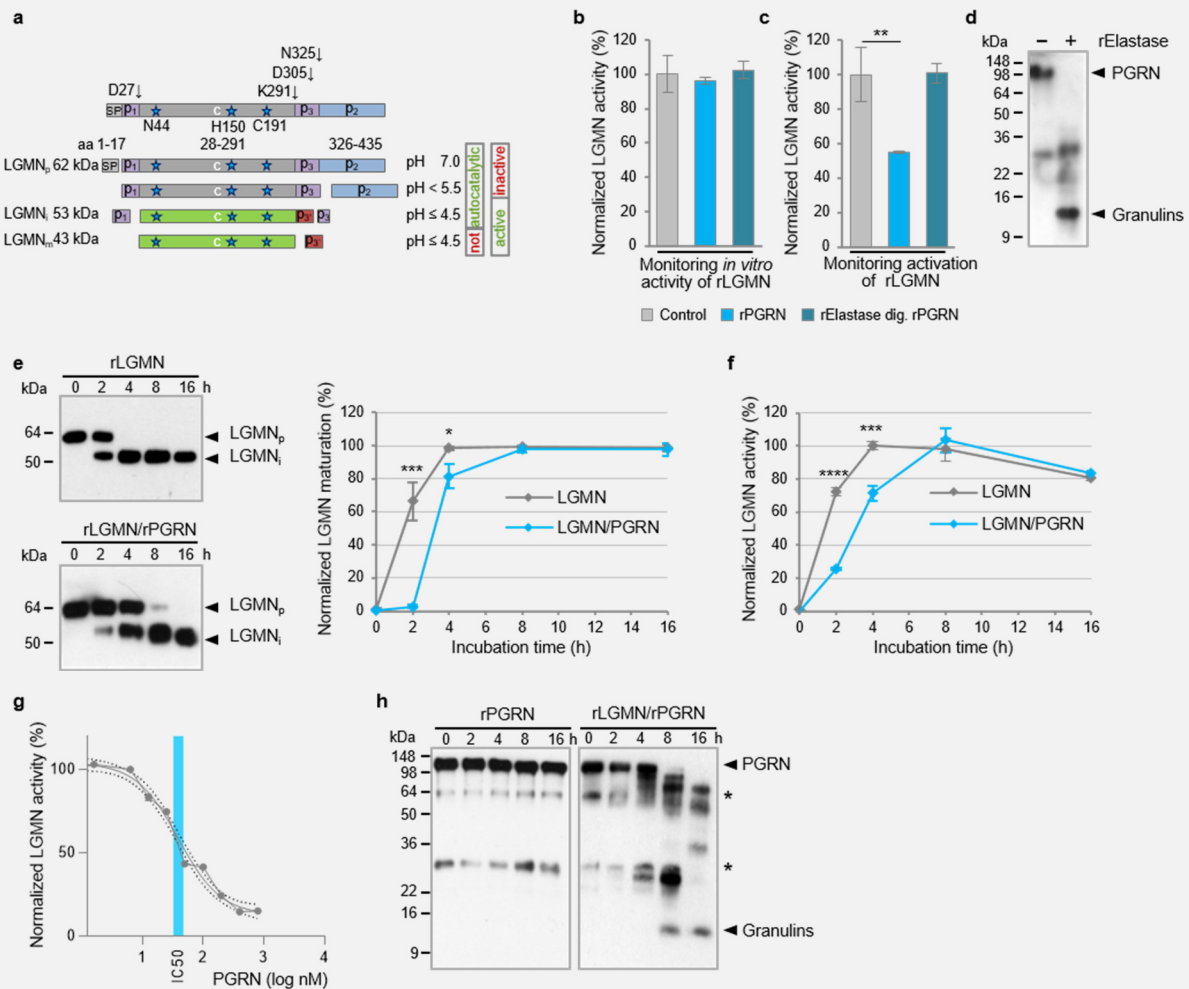 a
N325↓
D305↓
D27↓
K291↓
SP p1 C p3 p2
N44 H150 C191
aa 1-17 28-291 326-435
LGMNp 62 kDa SP p1 C p3 p2 pH 7.0
p1 C p3 p2 pH < 5.5
LGMNi 53 kDa p1 C p3' p3 pH ≤ 4.5
LGMNm 43 kDa C p3' pH ≤ 4.5
not autocatalytic
active inactive
b
Normalized LGMN activity (%)
120
100
80
60
40
20
0
Monitoring in vitro
activity of rLGMN
c
Normalized LGMN activity (%)
120
100
80
60
40
20
0
**
Monitoring activation
of rLGMN
Control rPGRN rElastase dig. rPGRN
d
kDa − + rElastase
148
98
64
50
36
22
16
9
PGRN
Granulins
e
rLGMN
kDa 0 2 4 8 16 h
64 LGMNp
50 LGMNi
rLGMN/rPGRN
kDa 0 2 4 8 16 h
64 LGMNp
50 LGMNi
Normalized LGMN maturation (%)
120
100
80
60
40
20
0
*
***
LGMN
LGMN/PGRN
0 2 4 6 8 10 12 14 16
Incubation time (h)
f
Normalized LGMN activity (%)
120
100
80
60
40
20
0
***
****
LGMN
LGMN/PGRN
0 2 4 6 8 10 12 14 16
Incubation time (h)
g
Normalized LGMN activity (%)
100
50
0
1 2 3 4
IC50
PGRN (log nM)
h
rPGRN rLGMN/rPGRN
kDa 0 2 4 8 16 h 0 2 4 8 16 h
148
98
64
50
36
22
16
9
PGRN
*
*
Granulins